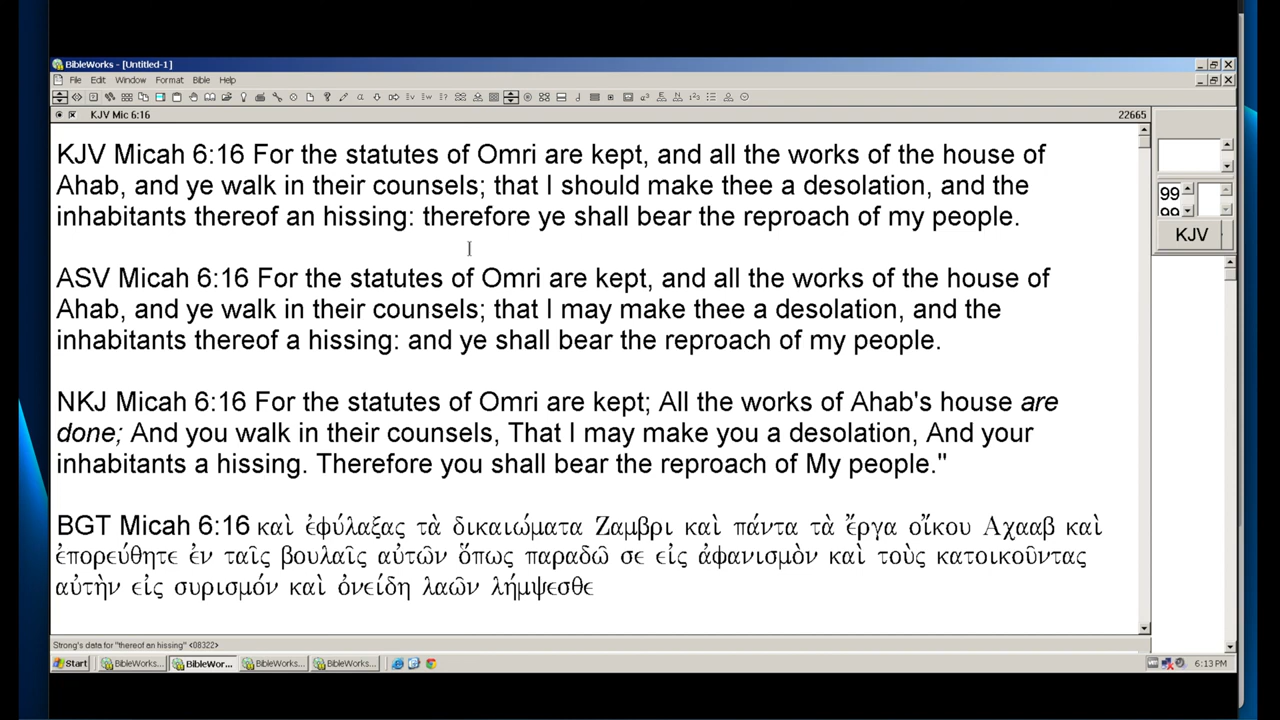 BibleWorks - [Untitled-1]
File Edit Window Format Bible Help
KJV Mic 6:16 22665
KJV Micah 6:16 For the statutes of Omri are kept, and all the works of the house of
Ahab, and ye walk in their counsels; that I should make thee a desolation, and the
inhabitants thereof an hissing: therefore ye shall bear the reproach of my people.
ASV Micah 6:16 For the statutes of Omri are kept, and all the works of the house of
Ahab, and ye walk in their counsels; that I may make thee a desolation, and the
inhabitants thereof a hissing: and ye shall bear the reproach of my people.
NKJ Micah 6:16 For the statutes of Omri are kept; All the works of Ahab's house are
done; And you walk in their counsels, That I may make you a desolation, And your
inhabitants a hissing. Therefore you shall bear the reproach of My people."
BGT Micah 6:16 καὶ ἐφύλαξας τὰ δικαιώματα Ζαμβρι καὶ πάντα τὰ ἔργα οἴκου Αχααβ καὶ
ἐπορεύθητε ἐν ταῖς βουλαῖς αὐτῶν ὅπως παραδῶ σε εἰς ἀφανισμὸν καὶ τοὺς κατοικοῦντας
αὐτὴν εἰς συρισμόν καὶ ὀνείδη λαῶν λήμψεσθε
99
KJV
Strong's data for "thereof an hissing" <08322>
Start BibleWorks... BibleWor... BibleWorks... BibleWorks... 6:13 PM